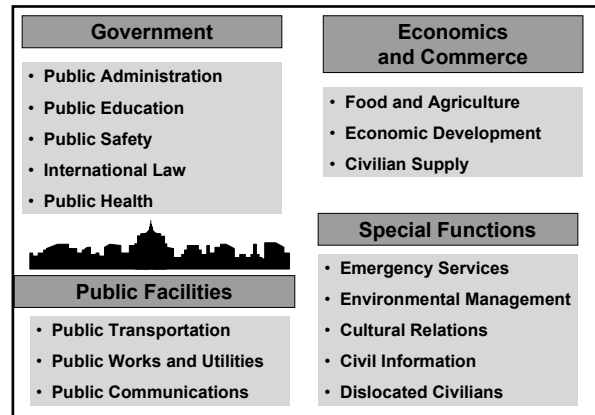 Government
• Public Administration
• Public Education
• Public Safety
• International Law
• Public Health
Economics
and Commerce
• Food and Agriculture
• Economic Development
• Civilian Supply
Public Facilities
• Public Transportation
• Public Works and Utilities
• Public Communications
Special Functions
• Emergency Services
• Environmental Management
• Cultural Relations
• Civil Information
• Dislocated Civilians